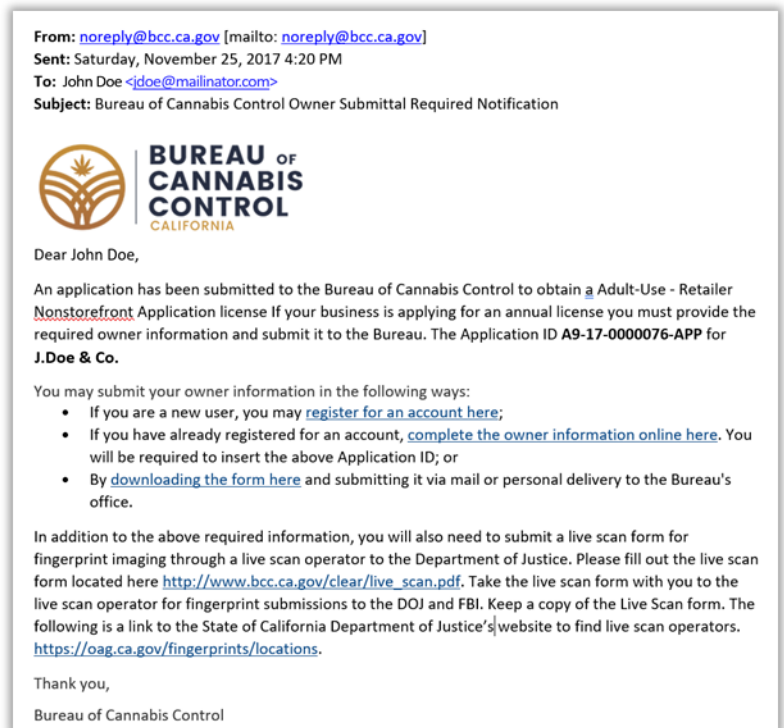 From: noreply@bcc.ca.gov [mailto: noreply@bcc.ca.gov]
Sent: Saturday, November 25, 2017 4:20 PM
To: John Doe <jdoe@mailinator.com>
Subject: Bureau of Cannabis Control Owner Submittal Required Notification
BUREAU OF
CANNABIS
CONTROL
CALIFORNIA
Dear John Doe,
An application has been submitted to the Bureau of Cannabis Control to obtain a Adult-Use - Retailer
Nonstorefront Application license If your business is applying for an annual license you must provide the
required owner information and submit it to the Bureau. The Application ID A9-17-0000076-APP for
J.Doe & Co.
You may submit your owner information in the following ways:
• If you are a new user, you may register for an account here;
• If you have already registered for an account, complete the owner information online here. You
will be required to insert the above Application ID; or
• By downloading the form here and submitting it via mail or personal delivery to the Bureau's
office.
In addition to the above required information, you will also need to submit a live scan form for
fingerprint imaging through a live scan operator to the Department of Justice. Please fill out the live scan
form located here http://www.bcc.ca.gov/clear/live_scan.pdf. Take the live scan form with you to the
live scan operator for fingerprint submissions to the DOJ and FBI. Keep a copy of the Live Scan form. The
following is a link to the State of California Department of Justice’s website to find live scan operators.
https://oag.ca.gov/fingerprints/locations.
Thank you,
Bureau of Cannabis Control